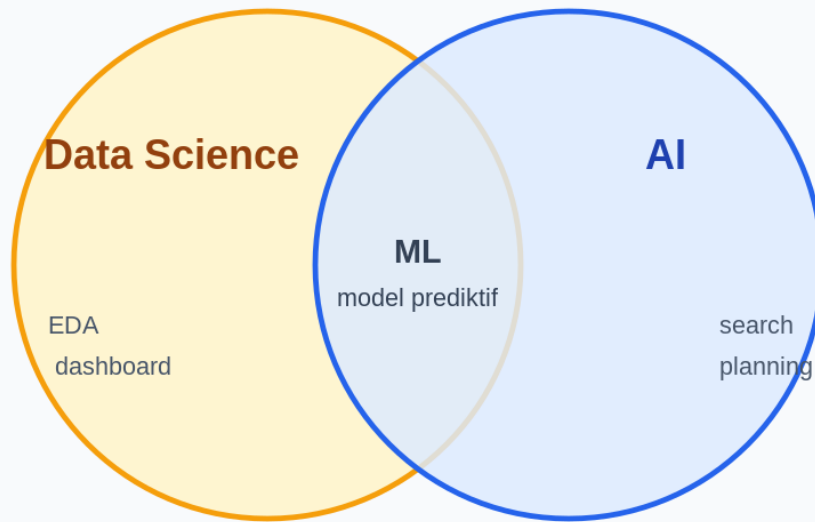 Data Science
AI
ML
model prediktif
EDA
dashboard
search
planning